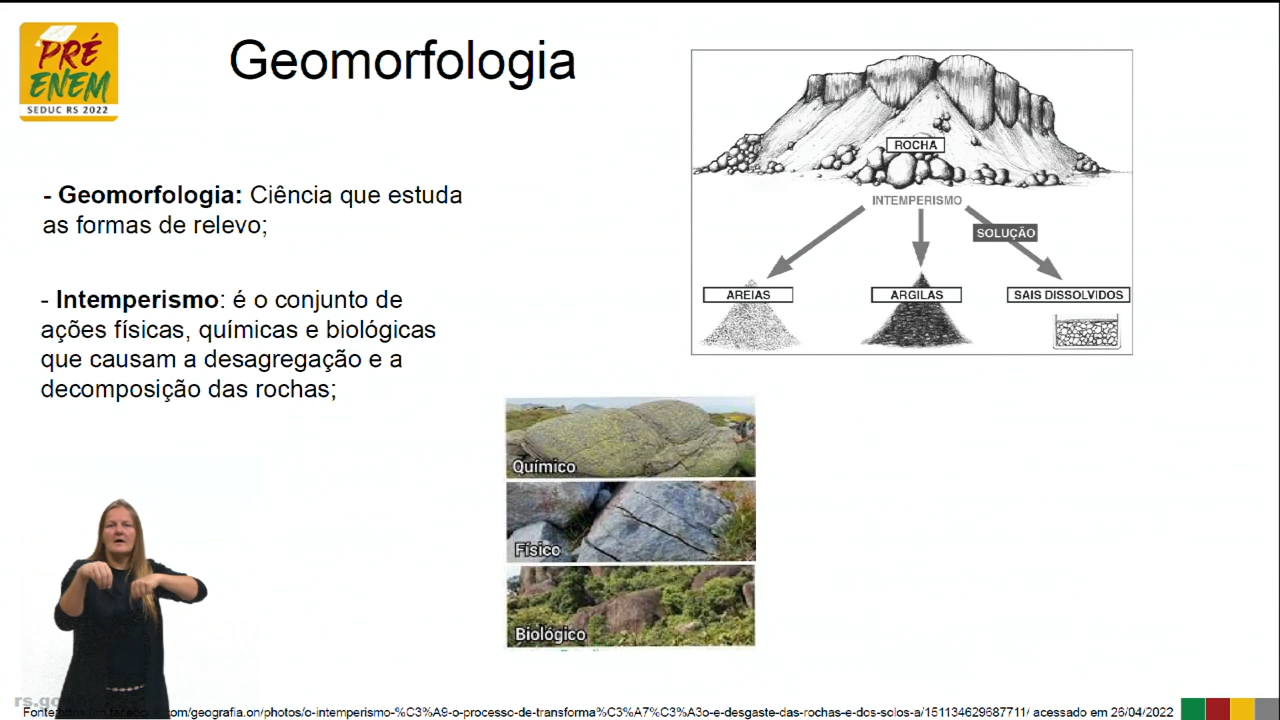 PRÉ
ENEM
SEDUC RS 2022
Geomorfologia
- Geomorfologia: Ciência que estuda
as formas de relevo;
- Intemperismo: é o conjunto de
ações físicas, químicas e biológicas
que causam a desagregação e a
decomposição das rochas;
ROCHA
INTEMPERISMO
SOLUÇÃO
AREIAS
ARGILAS
SAIS DISSOLVIDOS
Químico
Físico
Biológico
rs.go
com/geografia.on/photos/o-intemperismo-%C3%A9-o-processo-de-transforma%C3%A7%C3%A3o-e-desgaste-das-rochas-e-dos-solos-a/151134629687711/ acessado em 26/04/2022